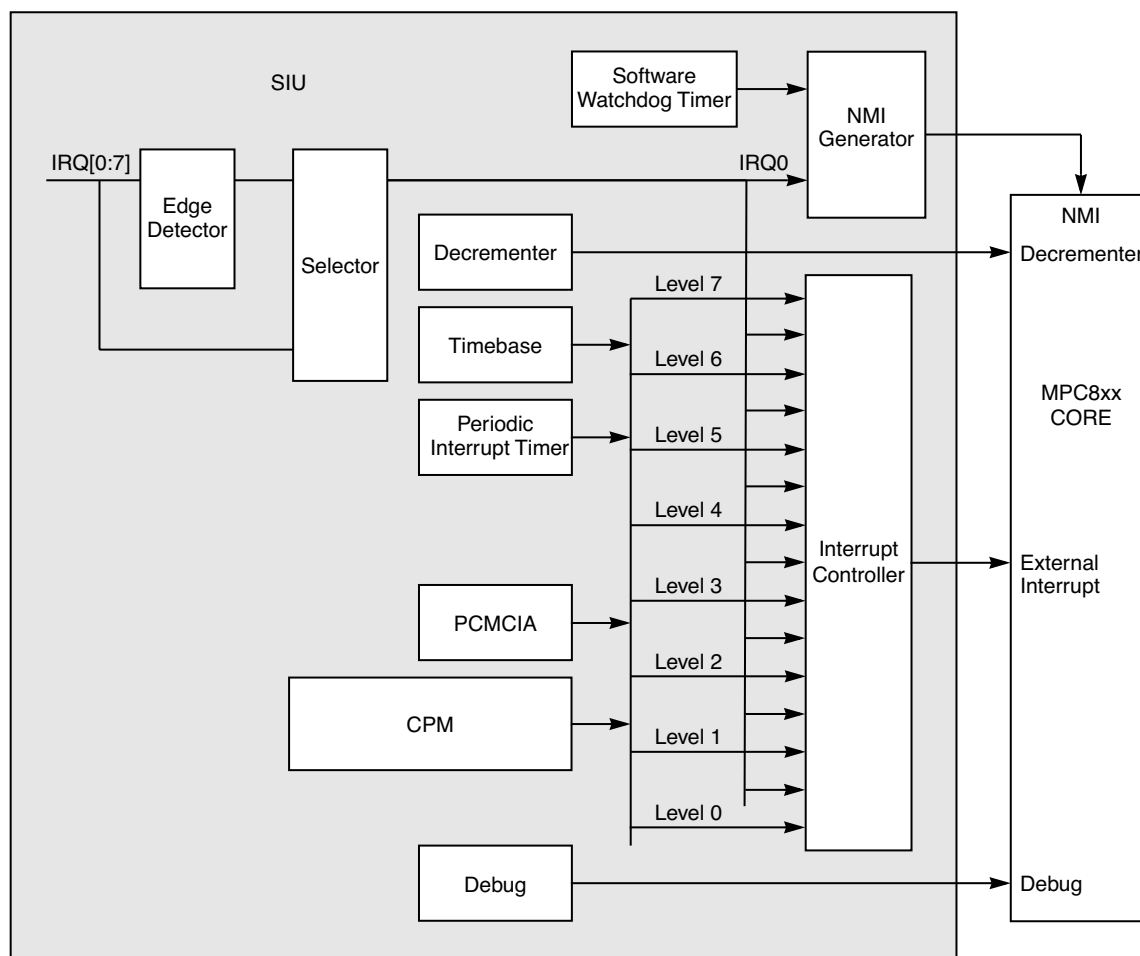 SIU
Software
Watchdog Timer
NMI
Generator
IRQ[0:7]
IRQ0
Edge
Detector
Selector
NMI
Decrementer
Decrementer
Level 7
Timebase
Level 6
MPC8xx
CORE
Periodic
Interrupt Timer
Level 5
Level 4
Interrupt
Controller
External
Interrupt
Level 3
PCMCIA
Level 2
CPM
Level 1
Level 0
Debug
Debug